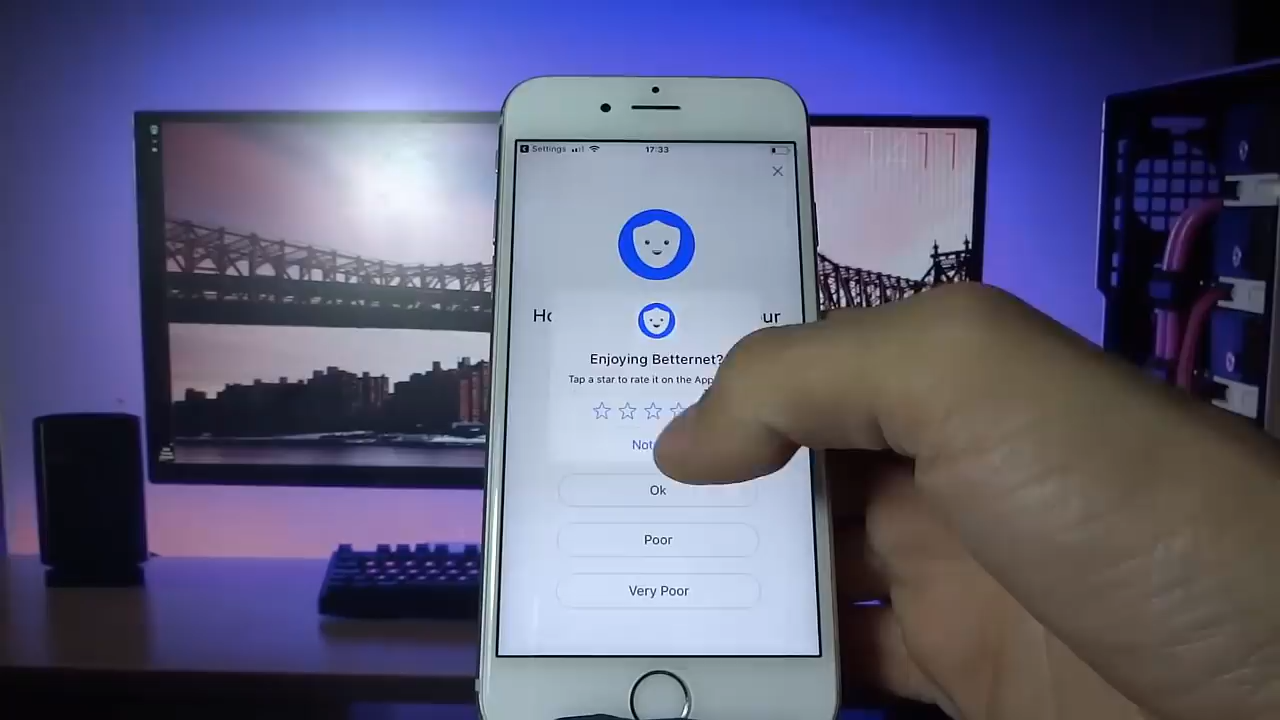 Settings 17:33
Enjoying Betternet?
Tap a star to rate it on the App
Ok
Poor
Very Poor